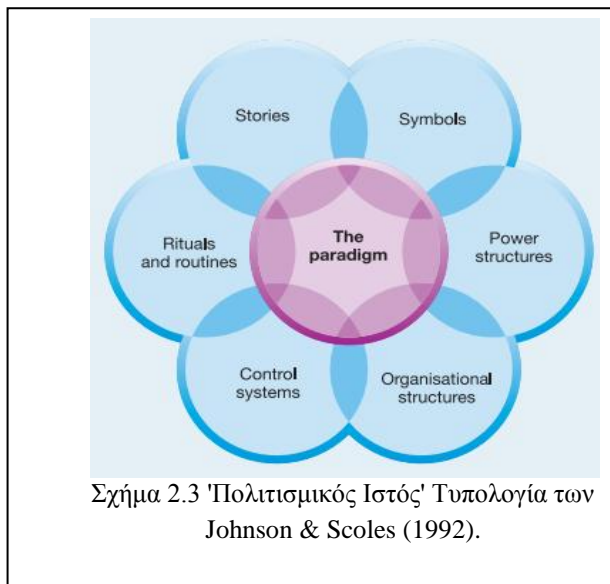 Stories
Symbols
Rituals
and routines
The
paradigm
Power
structures
Control
systems
Organisational
structures
Σχήμα 2.3 'Πολιτισμικός Ιστός' Τυπολογία των
Johnson & Scoles (1992).